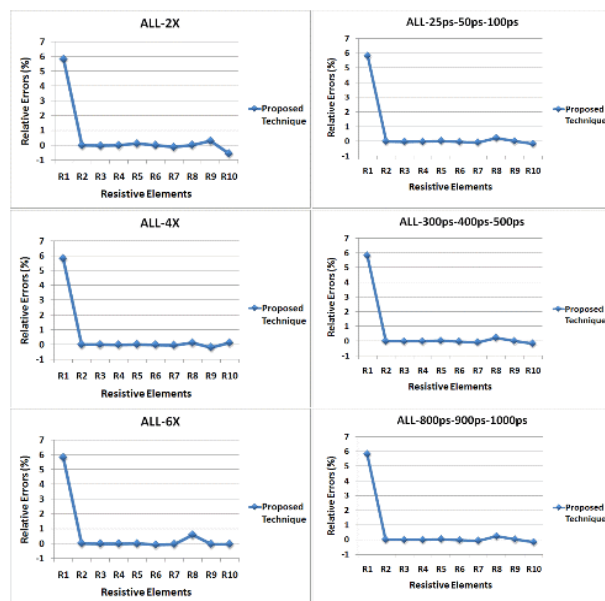 ALL-2X
7
6
5
4
3
2
1
0
-1
Relative Errors (%)
R1 R2 R3 R4 R5 R6 R7 R8 R9 R10
Resistive Elements
Proposed
Technique
ALL-25ps-50ps-100ps
7
6
5
4
3
2
1
0
-1
Relative Errors (%)
R1 R2 R3 R4 R5 R6 R7 R8 R9 R10
Resistive Elements
Proposed
Technique
ALL-4X
7
6
5
4
3
2
1
0
-1
Relative Errors (%)
R1 R2 R3 R4 R5 R6 R7 R8 R9 R10
Resistive Elements
Proposed
Technique
ALL-300ps-400ps-500ps
7
6
5
4
3
2
1
0
-1
Relative Errors (%)
R1 R2 R3 R4 R5 R6 R7 R8 R9 R10
Resistive Elements
Proposed
Technique
ALL-6X
7
6
5
4
3
2
1
0
-1
Relative Errors (%)
R1 R2 R3 R4 R5 R6 R7 R8 R9 R10
Resistive Elements
Proposed
Technique
ALL-800ps-900ps-1000ps
7
6
5
4
3
2
1
0
-1
Relative Errors (%)
R1 R2 R3 R4 R5 R6 R7 R8 R9 R10
Resistive Elements
Proposed
Technique